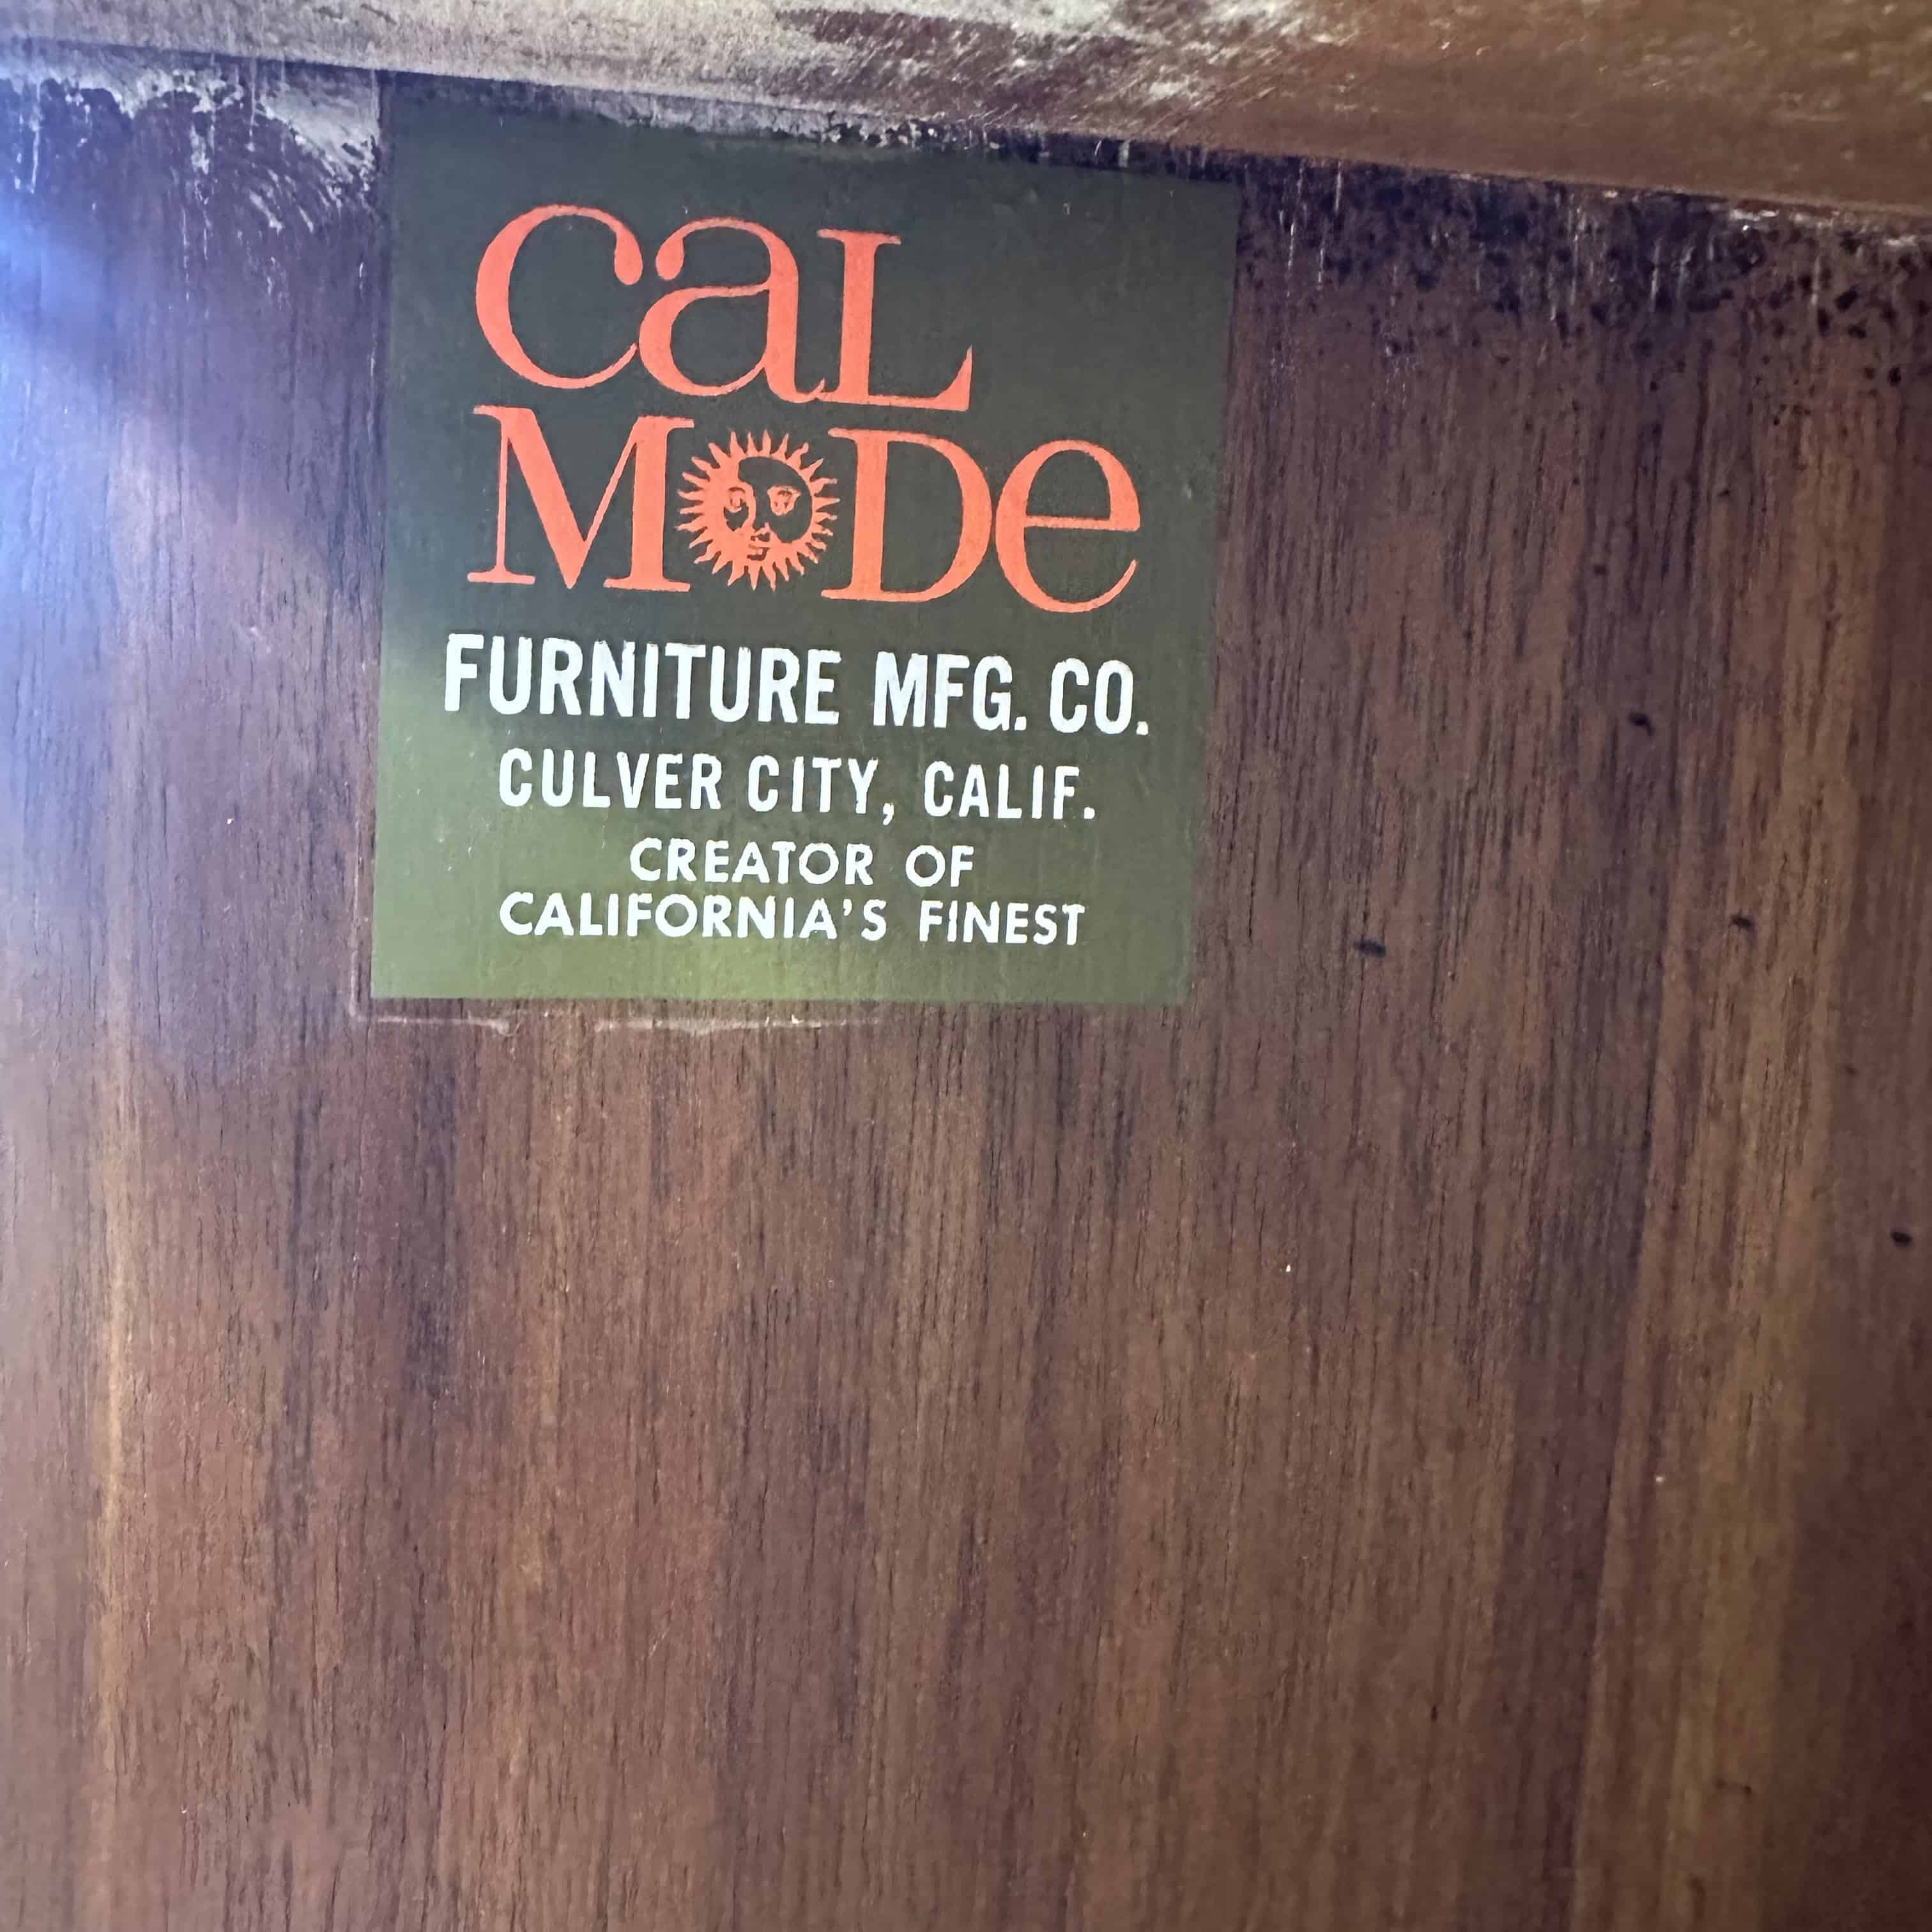 CaL
MODe
FURNITURE MFG. CO.
CULVER CITY, CALIF.
CREATOR OF
CALIFORNIA'S FINEST